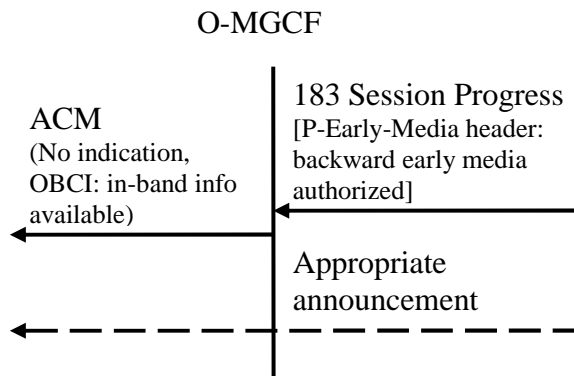 O-MGCF
ACM
(No indication,
OBCI: in-band info
available)
183 Session Progress
[P-Early-Media header:
backward early media
authorized]
Appropriate
announcement